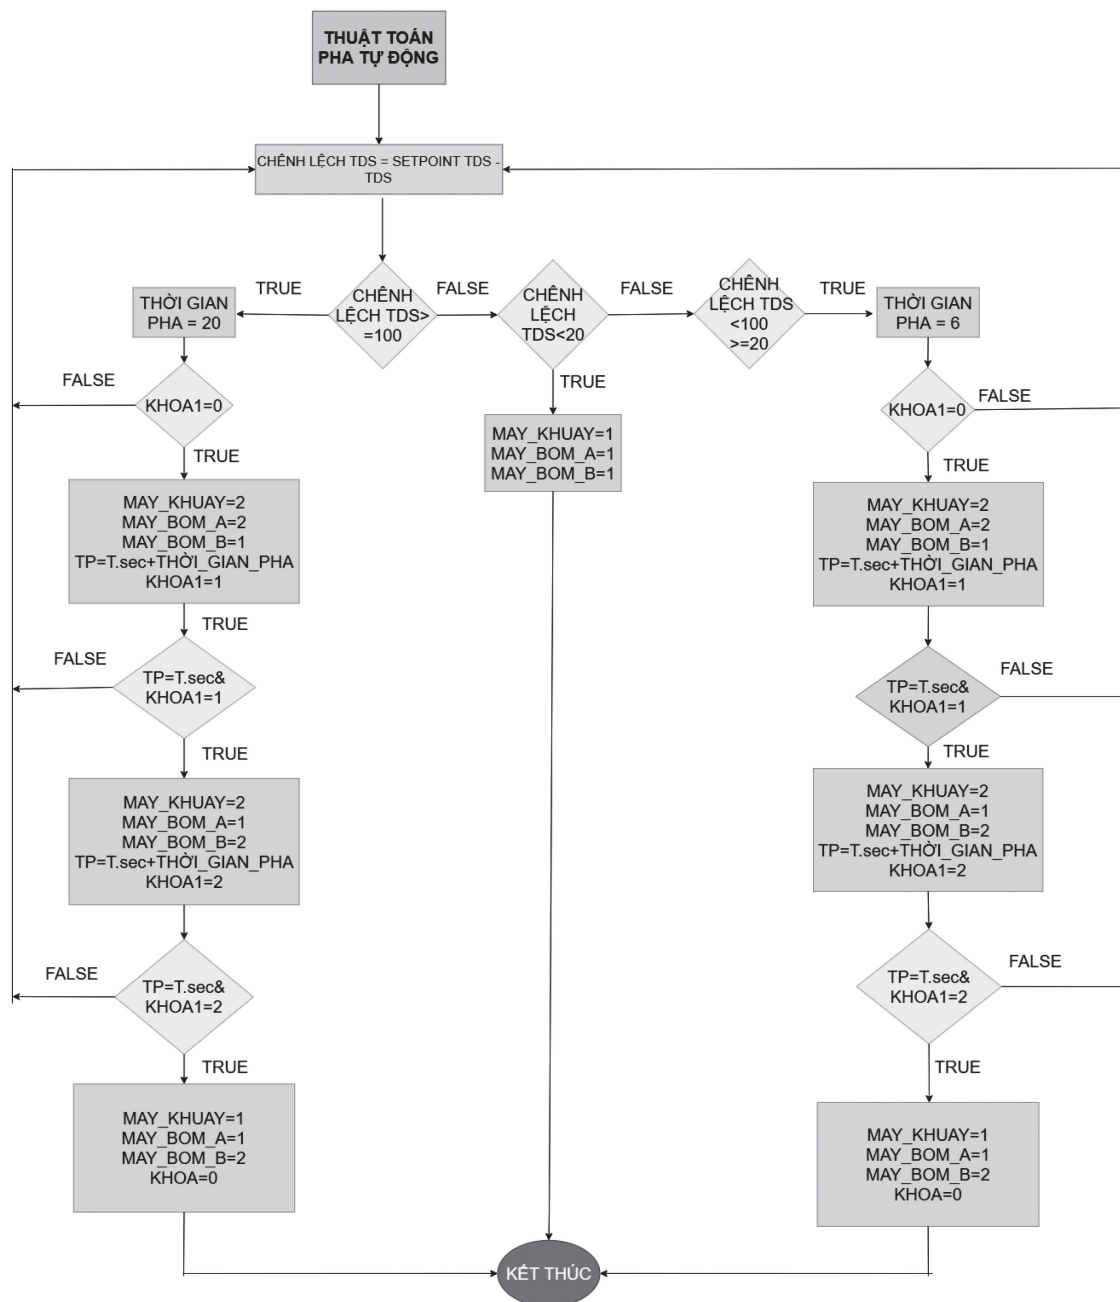 THUẬT TOÁN
PHA TỰ ĐỘNG
CHÊNH LỆCH TDS = SETPOINT TDS -
TDS
TRUE
CHÊNH
LỆCH TDS>
=100
FALSE
CHÊNH
LỆCH
TDS<20
FALSE
CHÊNH
LỆCH TDS
<100
>=20
TRUE
THỜI GIAN
PHA = 20
THỜI GIAN
PHA = 6
TRUE
FALSE
KHOA1=0
TRUE
MAY_KHUAY=2
MAY_BOM_A=2
MAY_BOM_B=1
TP=T.sec+THỜI_GIAN_PHA
KHOA1=1
TRUE
FALSE
TP=T.sec&
KHOA1=1
TRUE
MAY_KHUAY=2
MAY_BOM_A=1
MAY_BOM_B=2
TP=T.sec+THỜI_GIAN_PHA
KHOA1=2
FALSE
TP=T.sec&
KHOA1=2
TRUE
MAY_KHUAY=1
MAY_BOM_A=1
MAY_BOM_B=2
KHOA=0
MAY_KHUAY=1
MAY_BOM_A=1
MAY_BOM_B=1
FALSE
KHOA1=0
TRUE
MAY_KHUAY=2
MAY_BOM_A=2
MAY_BOM_B=1
TP=T.sec+THỜI_GIAN_PHA
KHOA1=1
FALSE
TP=T.sec&
KHOA1=1
TRUE
MAY_KHUAY=2
MAY_BOM_A=1
MAY_BOM_B=2
TP=T.sec+THỜI_GIAN_PHA
KHOA1=2
FALSE
TP=T.sec&
KHOA1=2
TRUE
MAY_KHUAY=1
MAY_BOM_A=1
MAY_BOM_B=2
KHOA=0
KẾT THÚC